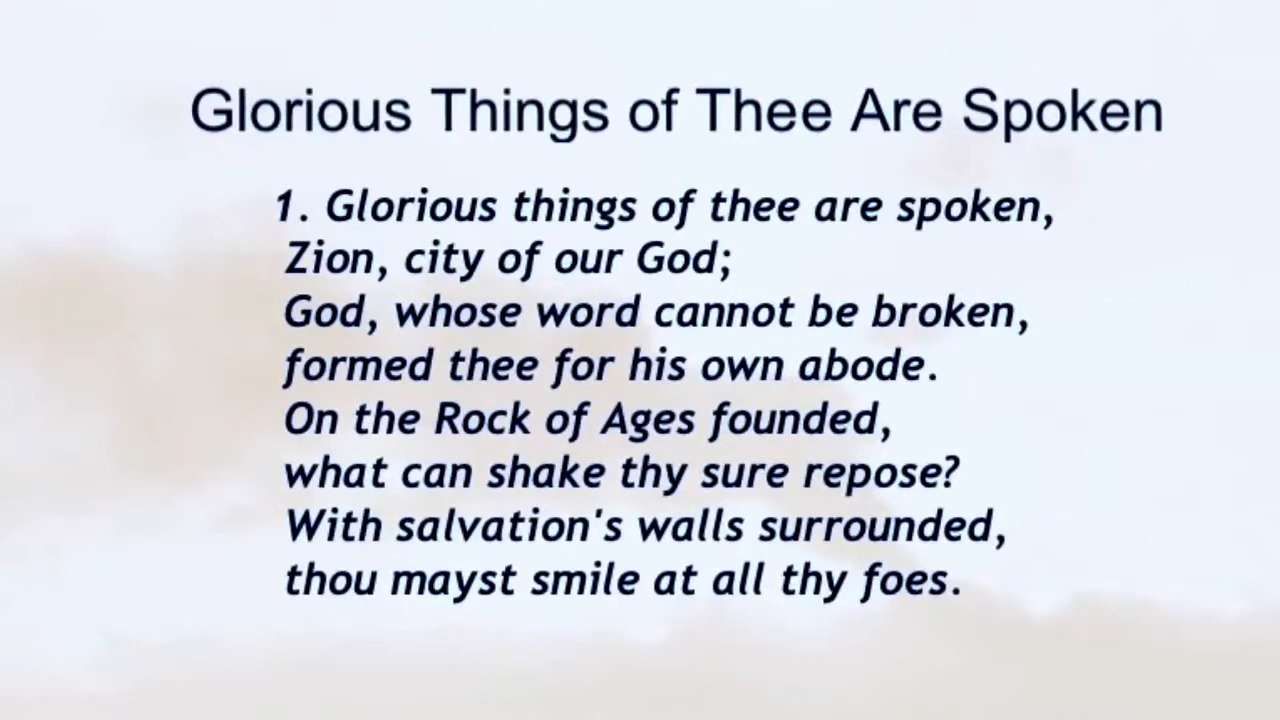 Glorious Things of Thee Are Spoken
1. Glorious things of thee are spoken,
Zion, city of our God;
God, whose word cannot be broken,
formed thee for his own abode.
On the Rock of Ages founded,
what can shake thy sure repose?
With salvation's walls surrounded,
thou mayst smile at all thy foes.